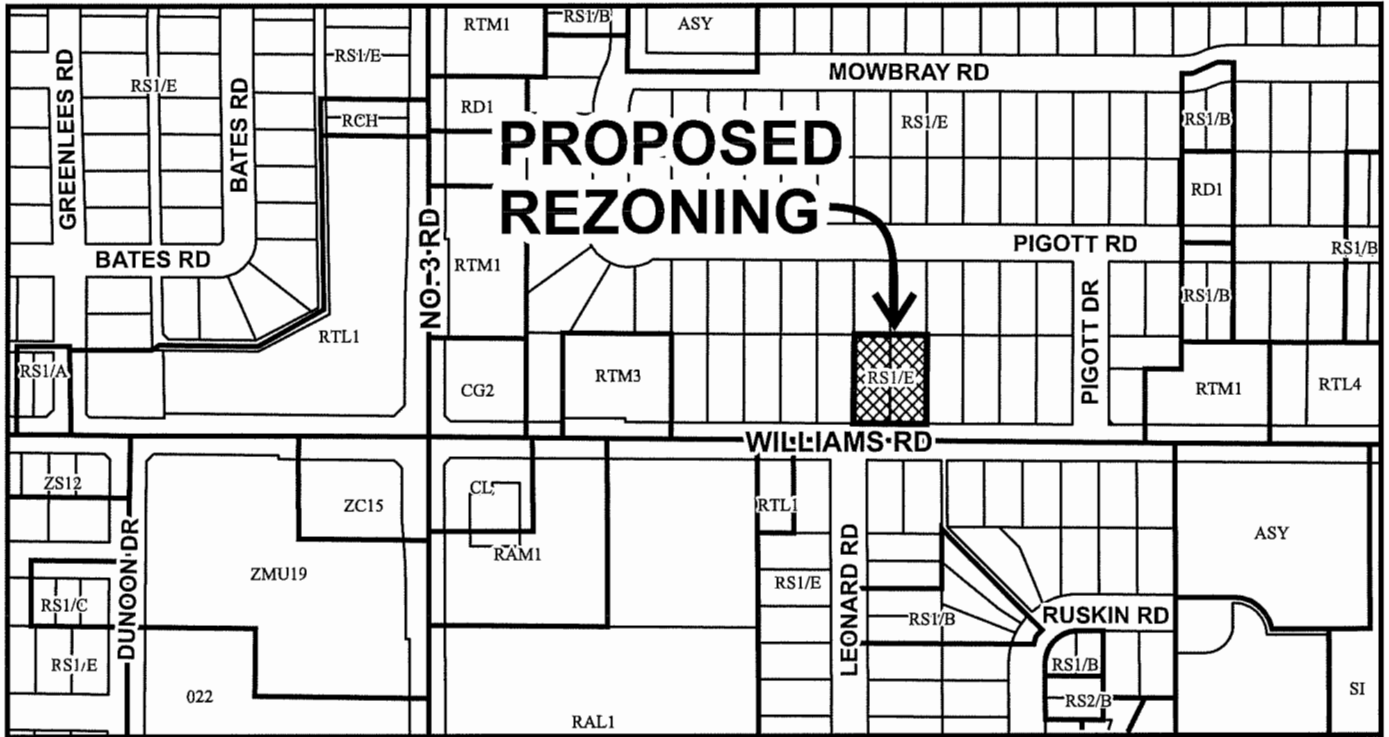 RTM1
RS1/B
ASY
RS1/E
RS1/E
GREENLEES RD
BATES RD
MOWBRAY RD
RCH
RD1
RS1/E
RS1/B
PROPOSED
REZONING
RD1
NO. 3 RD
BATES RD
RTM1
PIGOTT RD
RS1/B
RS1/B
PIGOTT DR
RTL1
RS1/A
CG2
RTM3
RS1/E
RTM1
RTL4
WILLIAMS RD
ZS12
ZC15
CL
RTL1
ASY
RAM1
DUNOON DR
ZMU19
RS1/E
LEONARD RD
RS1/C
RS1/B
RUSKIN RD
RS1/E
RS1/B
022
RS2/B
SI
RAL1